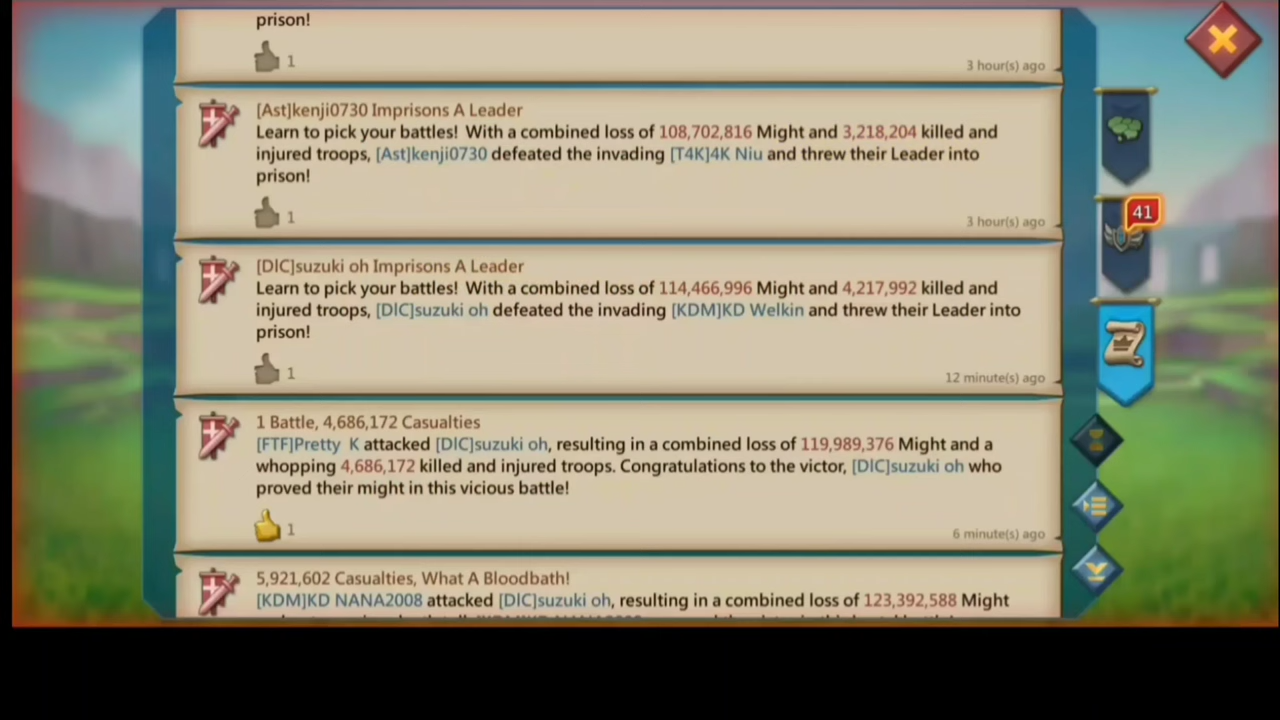 prison!
1
3 hour(s) ago
[Ast]kenji0730 Imprisons A Leader
Learn to pick your battles! With a combined loss of 108,702,816 Might and 3,218,204 killed and
injured troops, [Ast]kenji0730 defeated the invading [T4K]4K Niu and threw their Leader into
prison!
1
3 hour(s) ago
41
[DlC]suzuki oh Imprisons A Leader
Learn to pick your battles! With a combined loss of 114,466,996 Might and 4,217,992 killed and
injured troops, [DlC]suzuki oh defeated the invading [KDM]KD Welkin and threw their Leader into
prison!
1
12 minute(s) ago
1 Battle, 4,686,172 Casualties
[FTF]Pretty K attacked [DlC]suzuki oh, resulting in a combined loss of 119,989,376 Might and a
whopping 4,686,172 killed and injured troops. Congratulations to the victor, [DlC]suzuki oh who
proved their might in this vicious battle!
1
6 minute(s) ago
5,921,602 Casualties, What A Bloodbath!
[KDM]KD NANA2008 attacked [DlC]suzuki oh, resulting in a combined loss of 123,392,588 Might